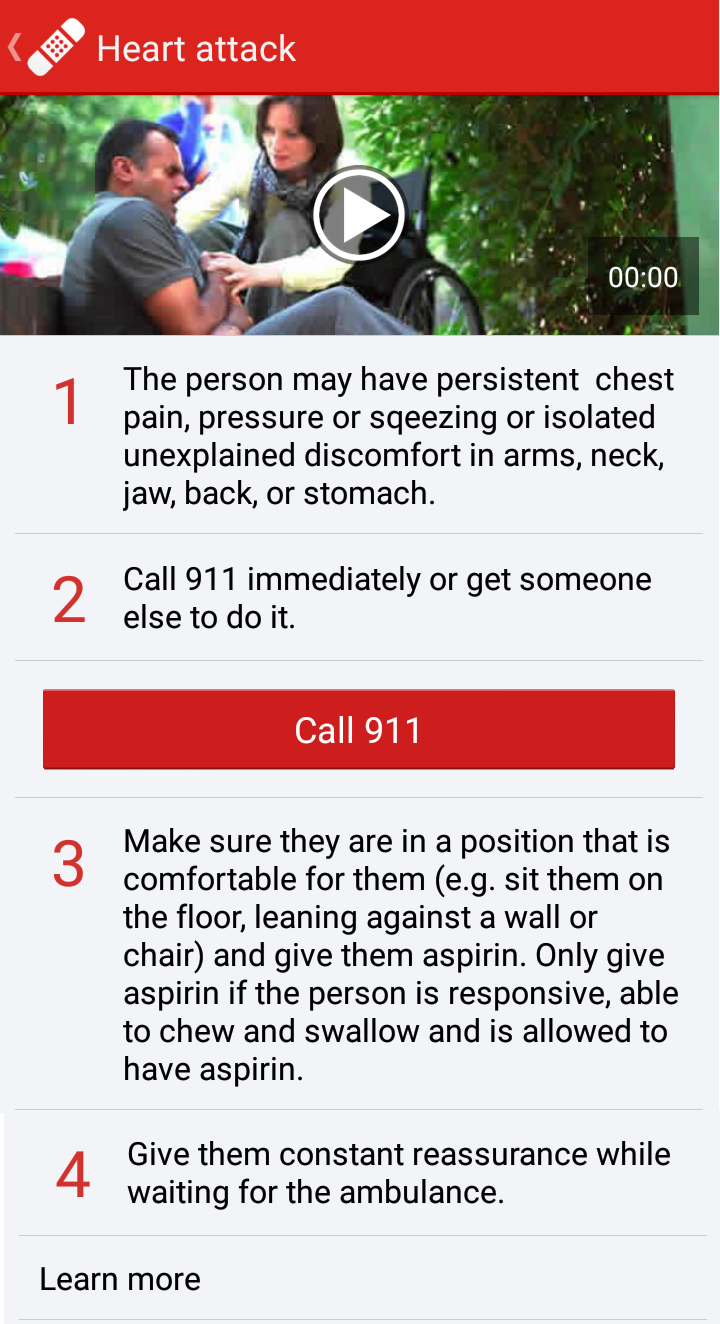 Heart attack
00:00
1
The person may have persistent  chest
pain, pressure or sqeezing or isolated
unexplained discomfort in arms, neck,
jaw, back, or stomach.
2
Call 911 immediately or get someone
else to do it.
Call 911
3
Make sure they are in a position that is
comfortable for them (e.g. sit them on
the floor, leaning against a wall or
chair) and give them aspirin. Only give
aspirin if the person is responsive, able
to chew and swallow and is allowed to
have aspirin.
4
Give them constant reassurance while
waiting for the ambulance.
Learn more